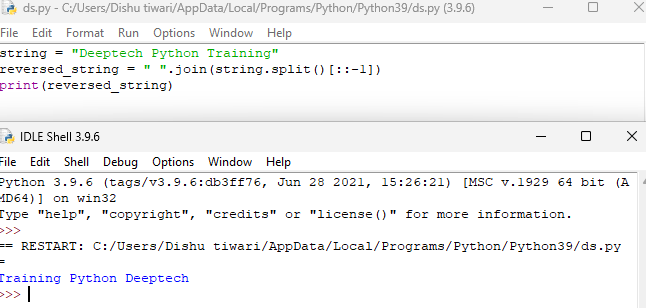 ds.py - C:/Users/Dishu tiwari/AppData/Local/Programs/Python/Python39/ds.py (3.9.6)
File Edit Format Run Options Window Help
string = "Deeptech Python Training"
reversed_string = " ".join(string.split()[::-1])
print(reversed_string)
IDLE Shell 3.9.6
File Edit Shell Debug Options Window Help
Python 3.9.6 (tags/v3.9.6:db3ff76, Jun 28 2021, 15:26:21) [MSC v.1929 64 bit (A
MD64)] on win32
Type "help", "copyright", "credits" or "license()" for more information.
>>>
== RESTART: C:/Users/Dishu tiwari/AppData/Local/Programs/Python/Python39/ds.py
=
Training Python Deeptech
>>>